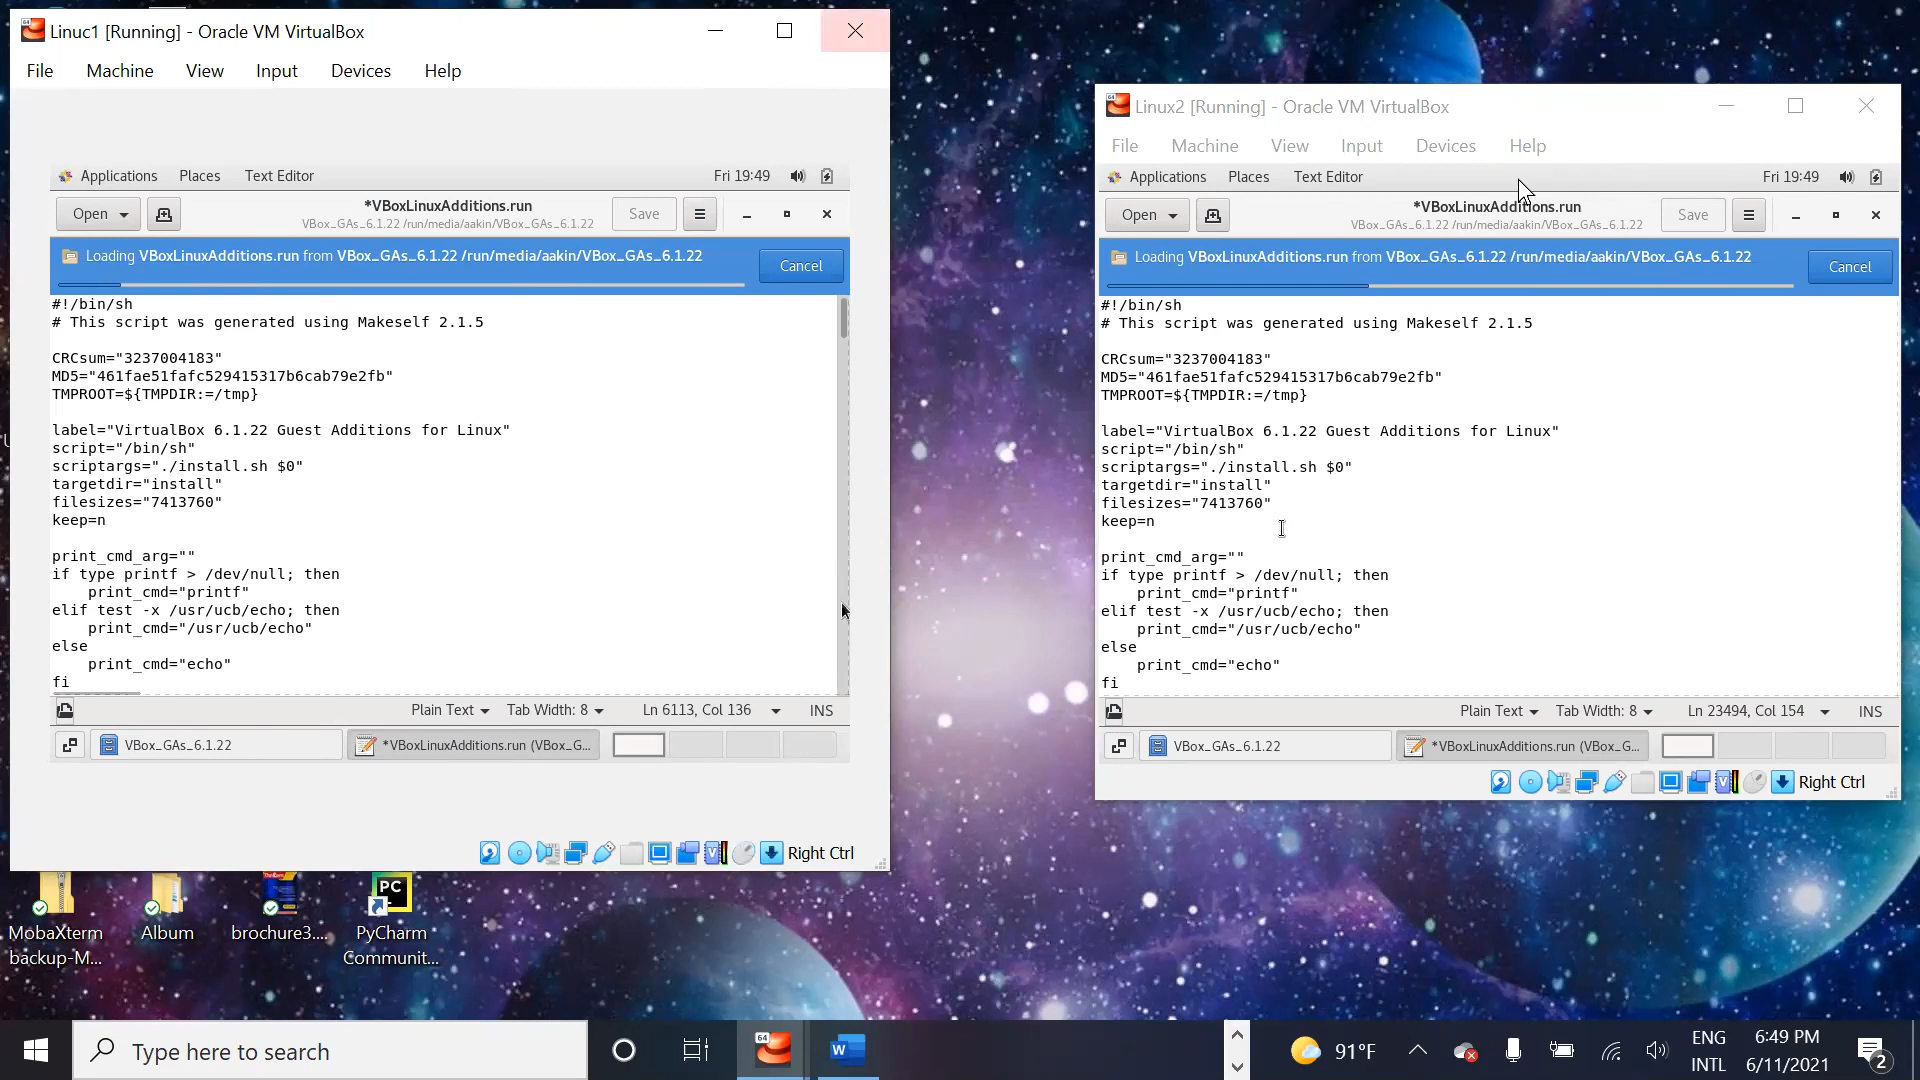 Linuc1 [Running] - Oracle VM VirtualBox
File Machine View Input Devices Help
Applications Places Text Editor Fri 19:49
Open *VBoxLinuxAdditions.run Save
VBox_GAs_6.1.22 /run/media/aakin/VBox_GAs_6.1.22
Loading VBoxLinuxAdditions.run from VBox_GAs_6.1.22 /run/media/aakin/VBox_GAs_6.1.22
Cancel
#!/bin/sh
# This script was generated using Makeself 2.1.5
CRCsum="3237004183"
MD5="461fae51fafc529415317b6cab79e2fb"
TMPROOT=${TMPDIR:=/tmp}
label="VirtualBox 6.1.22 Guest Additions for Linux"
script="/bin/sh"
scriptargs="./install.sh $0"
targetdir="install"
filesizes="7413760"
keep=n
print_cmd_arg=""
if type printf > /dev/null; then
print_cmd="printf"
elif test -x /usr/ucb/echo; then
print_cmd="/usr/ucb/echo"
else
print_cmd="echo"
fi
Plain Text Tab Width: 8 Ln 6113, Col 136 INS
VBox_GAs_6.1.22 *VBoxLinuxAdditions.run (VBox_G...
Right Ctrl
Linux2 [Running] - Oracle VM VirtualBox
File Machine View Input Devices Help
Applications Places Text Editor Fri 19:49
Open *VBoxLinuxAdditions.run Save
VBox_GAs_6.1.22 /run/media/aakin/VBox_GAs_6.1.22
Loading VBoxLinuxAdditions.run from VBox_GAs_6.1.22 /run/media/aakin/VBox_GAs_6.1.22
Cancel
#!/bin/sh
# This script was generated using Makeself 2.1.5
CRCsum="3237004183"
MD5="461fae51fafc529415317b6cab79e2fb"
TMPROOT=${TMPDIR:=/tmp}
label="VirtualBox 6.1.22 Guest Additions for Linux"
script="/bin/sh"
scriptargs="./install.sh $0"
targetdir="install"
filesizes="7413760"
keep=n
print_cmd_arg=""
if type printf > /dev/null; then
print_cmd="printf"
elif test -x /usr/ucb/echo; then
print_cmd="/usr/ucb/echo"
else
print_cmd="echo"
fi
Plain Text Tab Width: 8 Ln 23494, Col 154 INS
VBox_GAs_6.1.22 *VBoxLinuxAdditions.run (VBox_G...
Right Ctrl
MobaXterm
backup-M...
Album
brochure3....
PC
PyCharm
Communit...
Type here to search
64
W
91°F
ENG
INTL
6:49 PM
6/11/2021
2